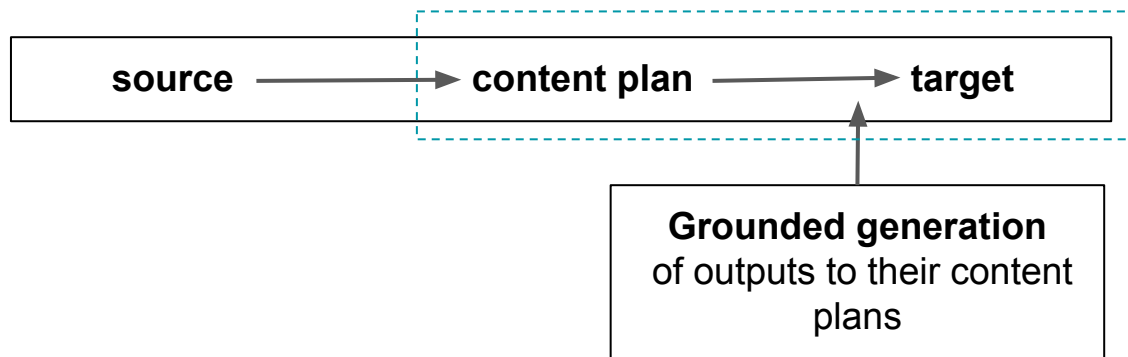 source content plan target
Grounded generation
of outputs to their content
plans